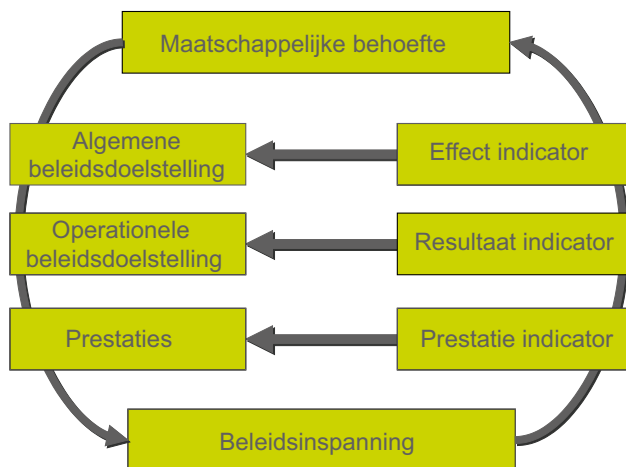 Maatschappelijke behoefte
Algemene
beleidsdoelstelling
Effect indicator
Operationele
beleidsdoelstelling
Resultaat indicator
Prestaties
Prestatie indicator
Beleidsinspanning